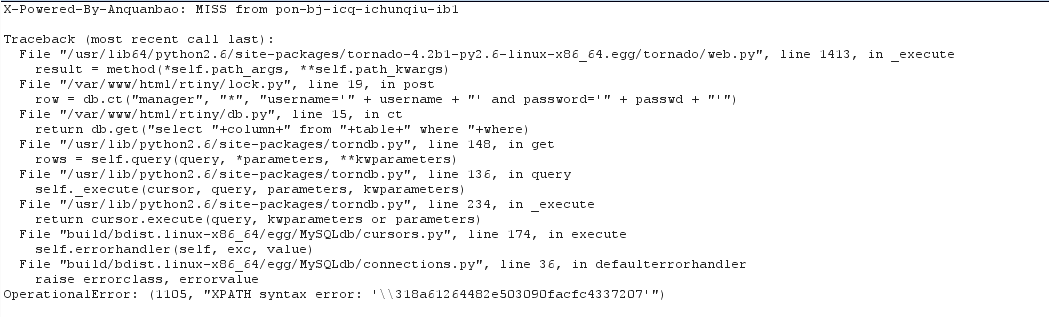 X-Powered-By-Anquanbao: MISS from pon-bj-icq-ichunqiu-ib1
Traceback (most recent call last):
File "/usr/lib64/python2.6/site-packages/tornado-4.2b1-py2.6-linux-x86_64.egg/tornado/web.py", line 1413, in _execute
result = method(*self.path_args, **self.path_kwargs)
File "/var/www/html/rtiny/lock.py", line 19, in post
row = db.ct("manager", "*", "username='" + username + "' and password='" + passwd + "'")
File "/var/www/html/rtiny/db.py", line 15, in ct
return db.get("select "+column+" from "+table+" where "+where)
File "/usr/lib/python2.6/site-packages/torndb.py", line 148, in get
rows = self.query(query, *parameters, **kwparameters)
File "/usr/lib/python2.6/site-packages/torndb.py", line 136, in query
self._execute(cursor, query, parameters, kwparameters)
File "/usr/lib/python2.6/site-packages/torndb.py", line 234, in _execute
return cursor.execute(query, kwparameters or parameters)
File "build/bdist.linux-x86_64/egg/MySQLdb/cursors.py", line 174, in execute
self.errorhandler(self, exc, value)
File "build/bdist.linux-x86_64/egg/MySQLdb/connections.py", line 36, in defaulterrorhandler
raise errorclass, errorvalue
OperationalError: (1105, "XPATH syntax error: '\\318a61264482e503090facfc4337207'")